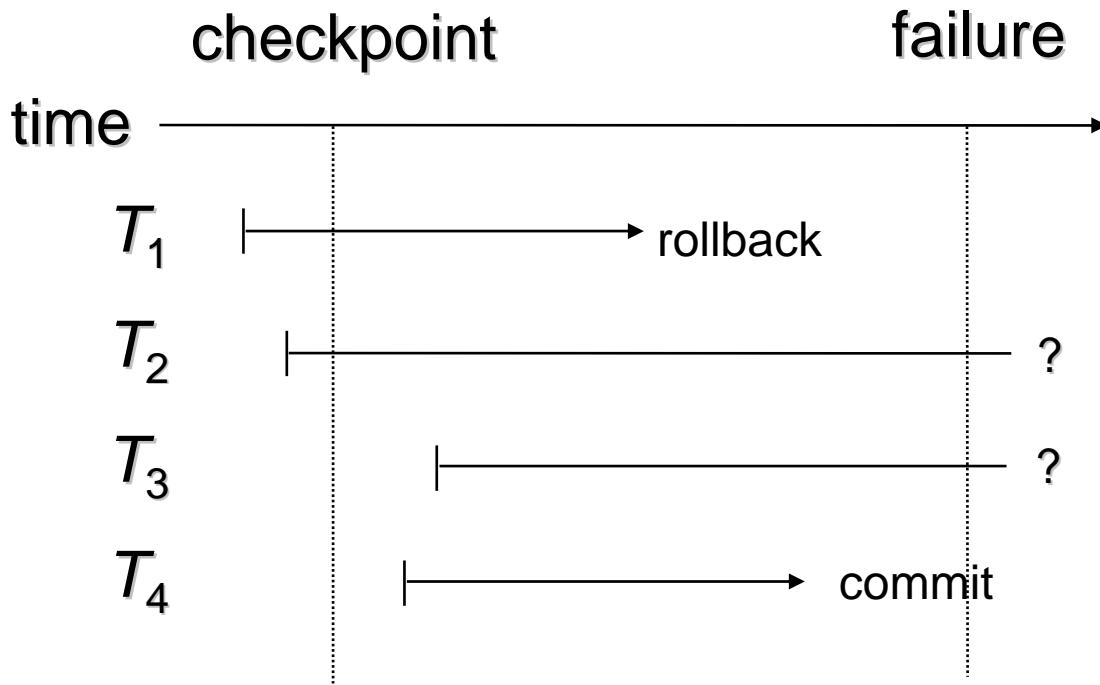 checkpoint failure
time
T1 rollback
T2 ?
T3 ?
T4 commit